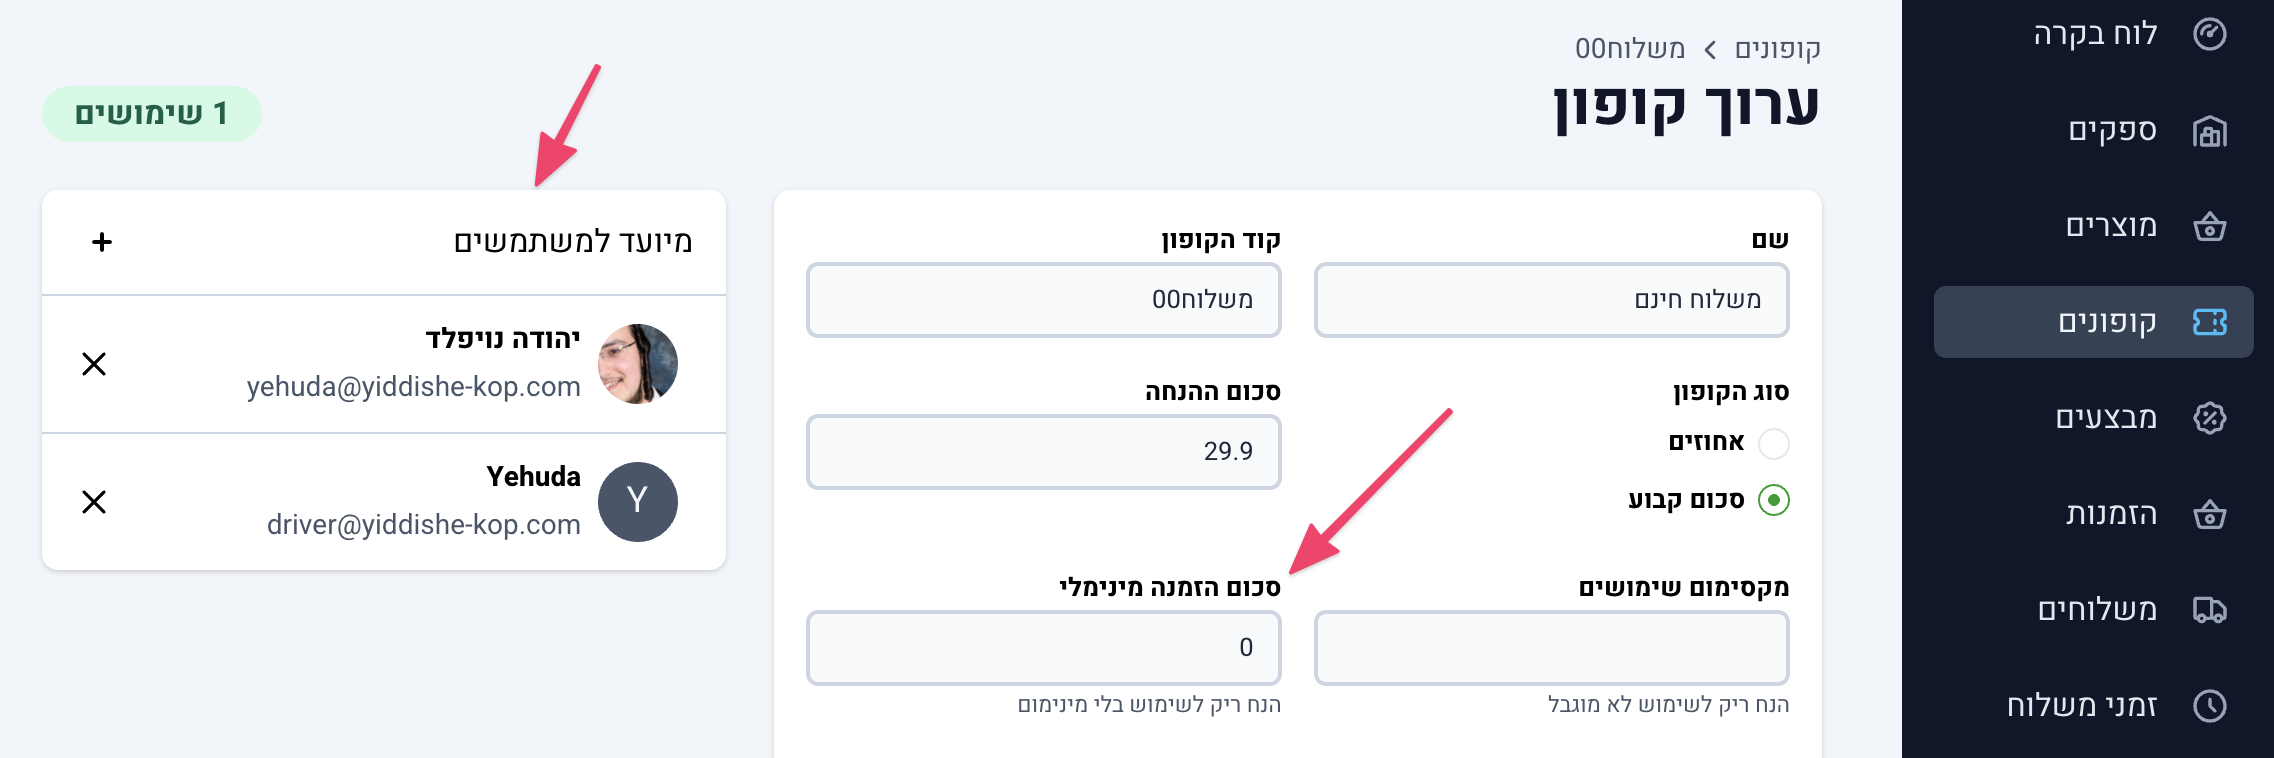 לוח בקרה
ספקים
מוצרים
קופונים
מבצעים
הזמנות
משלוחים
זמני משלוח
קופונים > משלוח00
ערוך קופון
1 שימושים
שם
משלוח חינם
קוד הקופון
משלוח00
סוג הקופון
אחוזים
סכום קבוע
סכום ההנחה
29.9
מקסימום שימושים
הנח ריק לשימוש לא מוגבל
סכום הזמנה מינימלי
0
הנח ריק לשימוש בלי מינימום
מיועד למשתמשים
יהודה נויפלד
yehuda@yiddishe-kop.com
Y
Yehuda
driver@yiddishe-kop.com